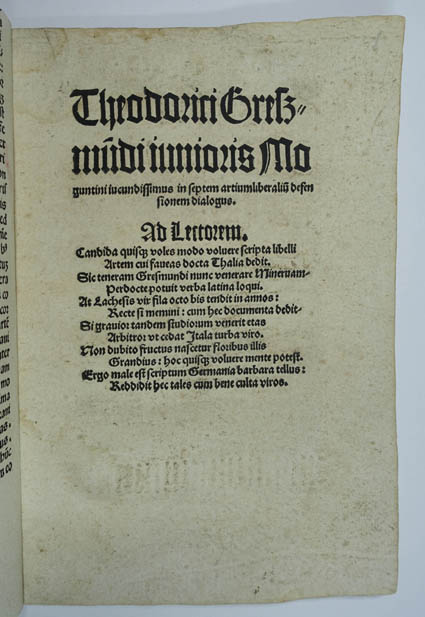 Theodorici Gresz-
mūdi iunioris Mo
guntini iucundissimus in septem artium liberaliū defen
sionem dialogus.
Ad Lectorem.
Candida quisq̃ voles modo voluere scripta libelli
Artem cui faueas docta Thalia dedit.
Sic teneram Gresmundi nunc venerare Mineruam-
Perdocte potuit verba latina loqui.
At Lachesis vir fila octo bis tendit in annos:
Recte si memini: cum hec documenta dedit-
Si grauior tandem studiorum venerit etas
Arbitror vt cedat Itala turba viro.
Non dubito fructus nascetur floribus illis
Grandius: hoc quisq̃ voluere mente potest.
Ergo male est scriptum Germania barbara tellus:
Reddidit hec tales cum bene culta viros.